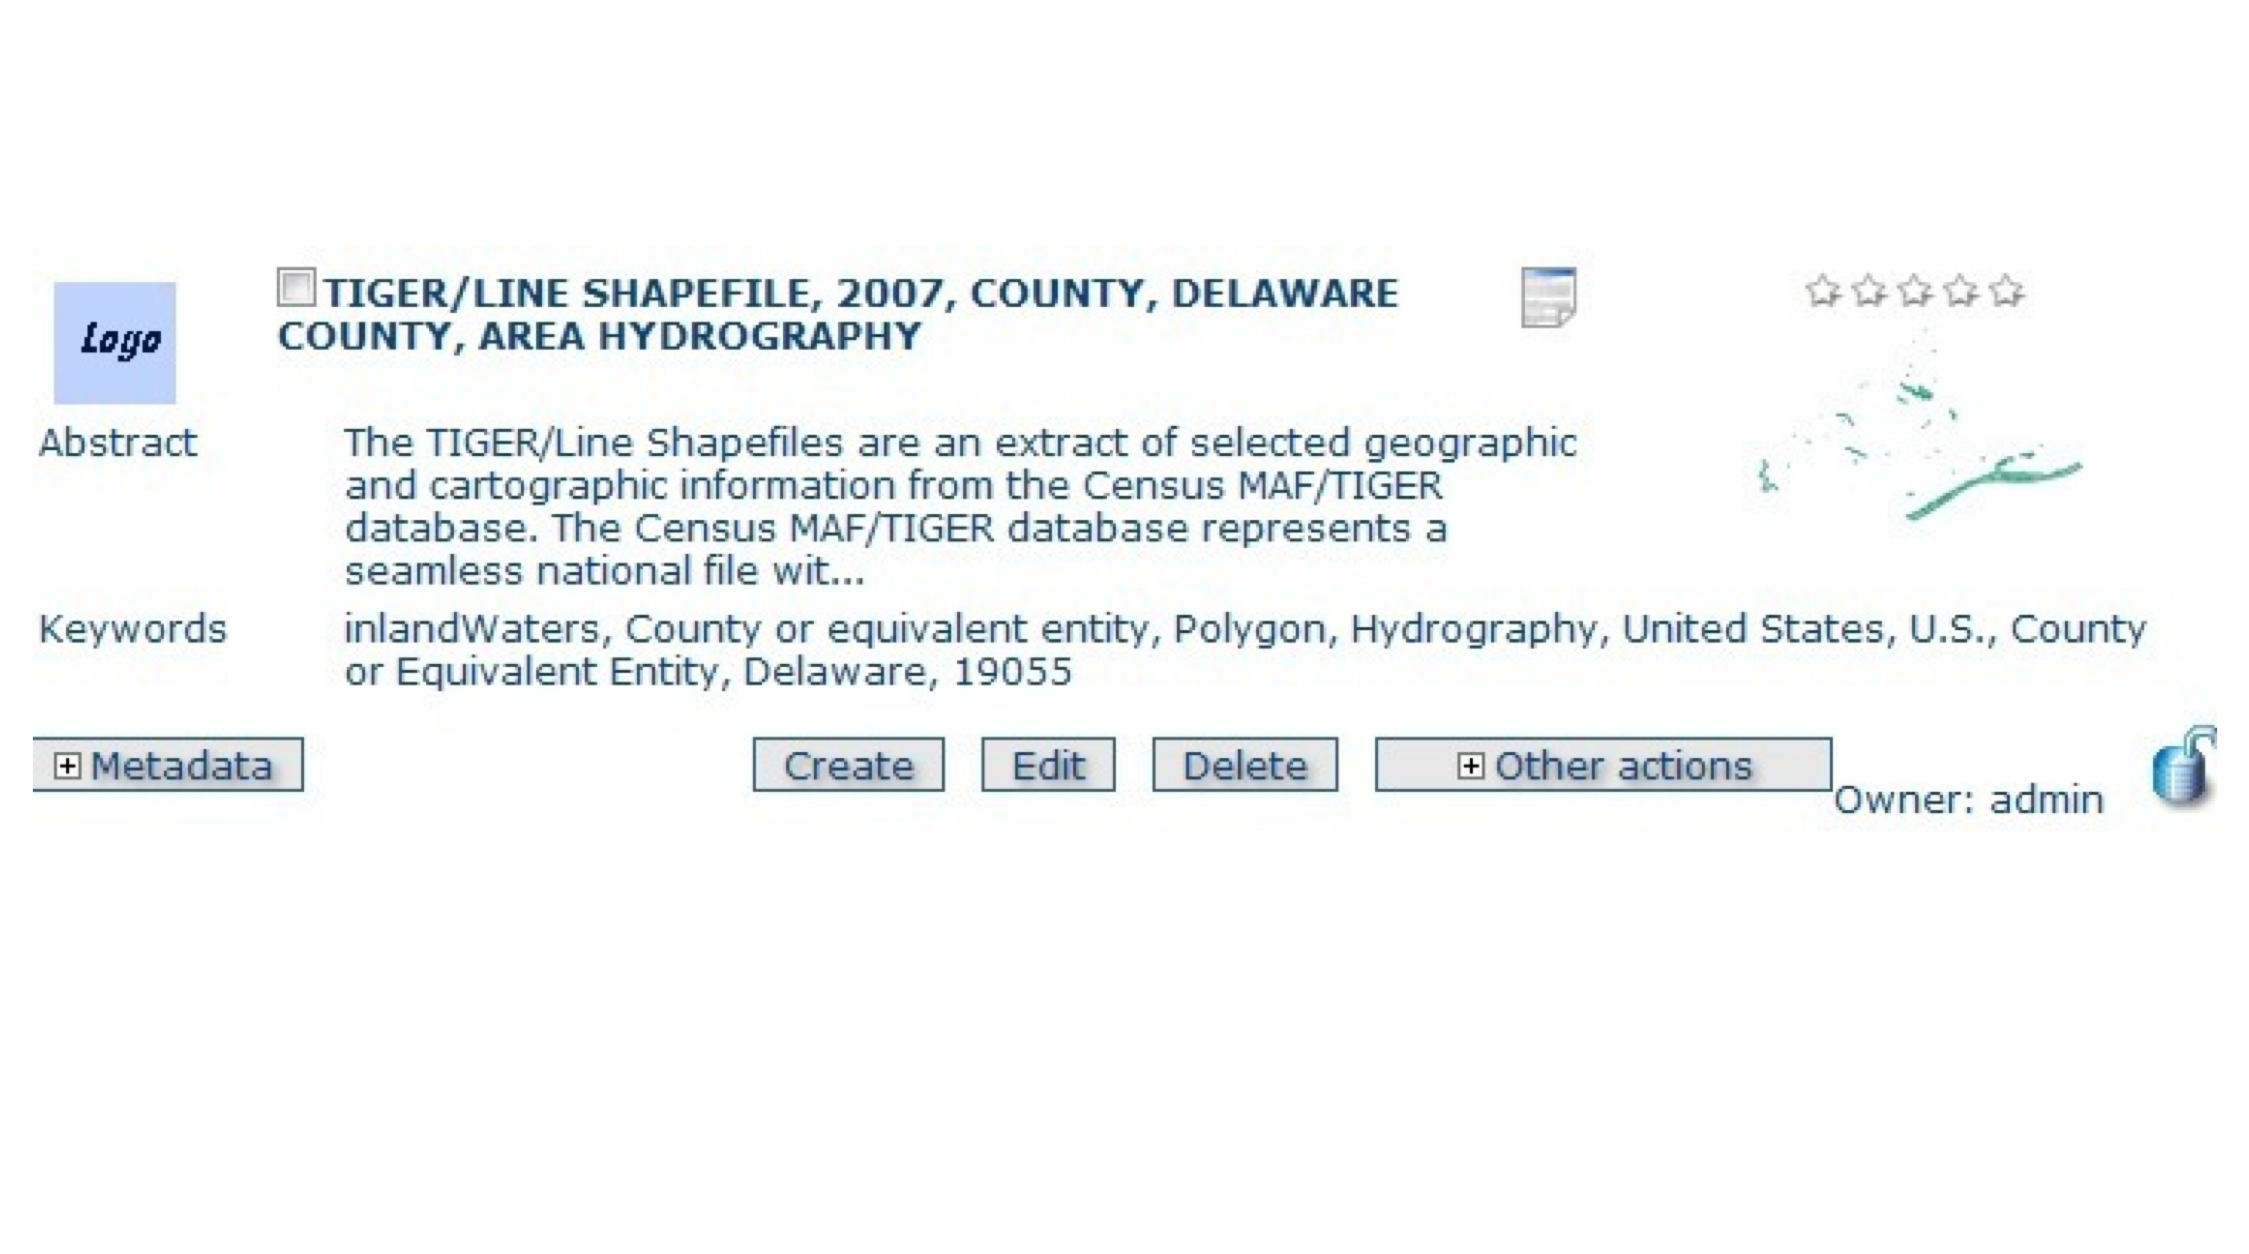 Logo
TIGER/LINE SHAPEFILE, 2007, COUNTY, DELAWARE
COUNTY, AREA HYDROGRAPHY
Abstract
The TIGER/Line Shapefiles are an extract of selected geographic
and cartographic information from the Census MAF/TIGER
database. The Census MAF/TIGER database represents a
seamless national file wit...
Keywords
inlandWaters, County or equivalent entity, Polygon, Hydrography, United States, U.S., County
or Equivalent Entity, Delaware, 19055
Metadata
Create
Edit
Delete
Other actions
Owner: admin